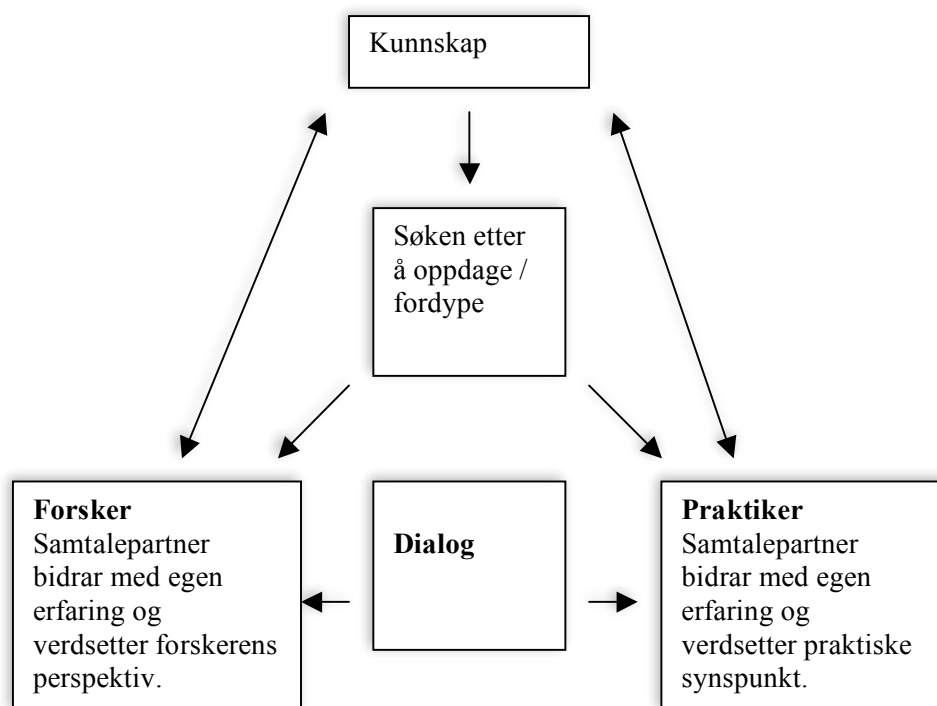 Kunnskap
Søken etter
å oppdage /
fordype
Forsker
Samtalepartner
bidrar med egen
erfaring og
verdsetter forskerens
perspektiv.
Dialog
Praktiker
Samtalepartner
bidrar med egen
erfaring og
verdsetter praktiske
synspunkt.